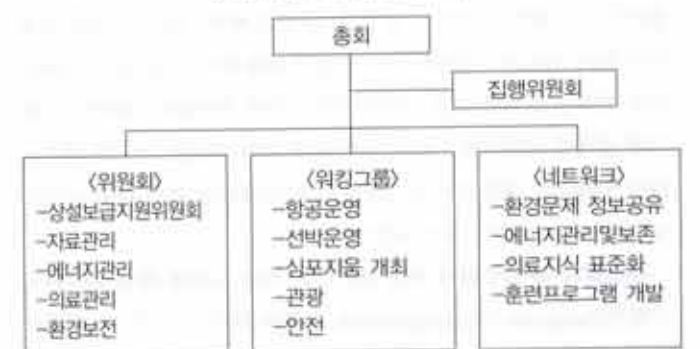 총회
집행위원회
〈위원회〉
-상설보급지원위원회
-자료관리
-에너지관리
-의료관리
-환경보전
〈워킹그룹〉
-항공운영
-선박운영
-심포지움 개최
-관광
-안전
〈네트워크〉
-환경문제 정보공유
-에너지관리및보존
-의료지식 표준화
-훈련프로그램 개발